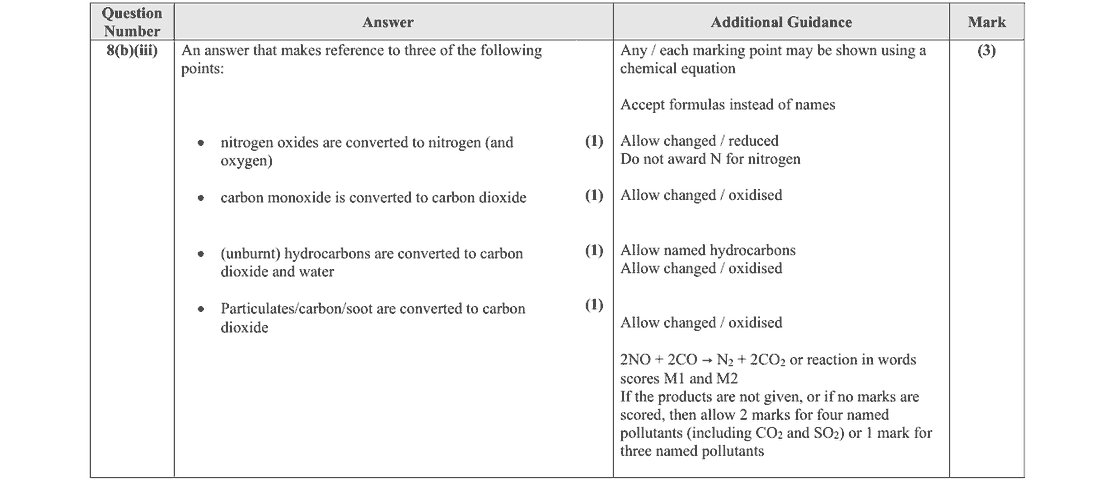 Question Number
Answer
Additional Guidance
Mark
8(b)(iii)
An answer that makes reference to three of the following
points:
• nitrogen oxides are converted to nitrogen (and
oxygen)
(1)
• carbon monoxide is converted to carbon dioxide
(1)
• (unburnt) hydrocarbons are converted to carbon
dioxide and water
(1)
• Particulates/carbon/soot are converted to carbon
dioxide
(1)
Any / each marking point may be shown using a
chemical equation
Accept formulas instead of names
Allow changed / reduced
Do not award N for nitrogen
Allow changed / oxidised
Allow named hydrocarbons
Allow changed / oxidised
Allow changed / oxidised
2NO + 2CO → N₂ + 2CO₂ or reaction in words
scores M1 and M2
If the products are not given, or if no marks are
scored, then allow 2 marks for four named
pollutants (including CO₂ and SO₂) or 1 mark for
three named pollutants
(3)